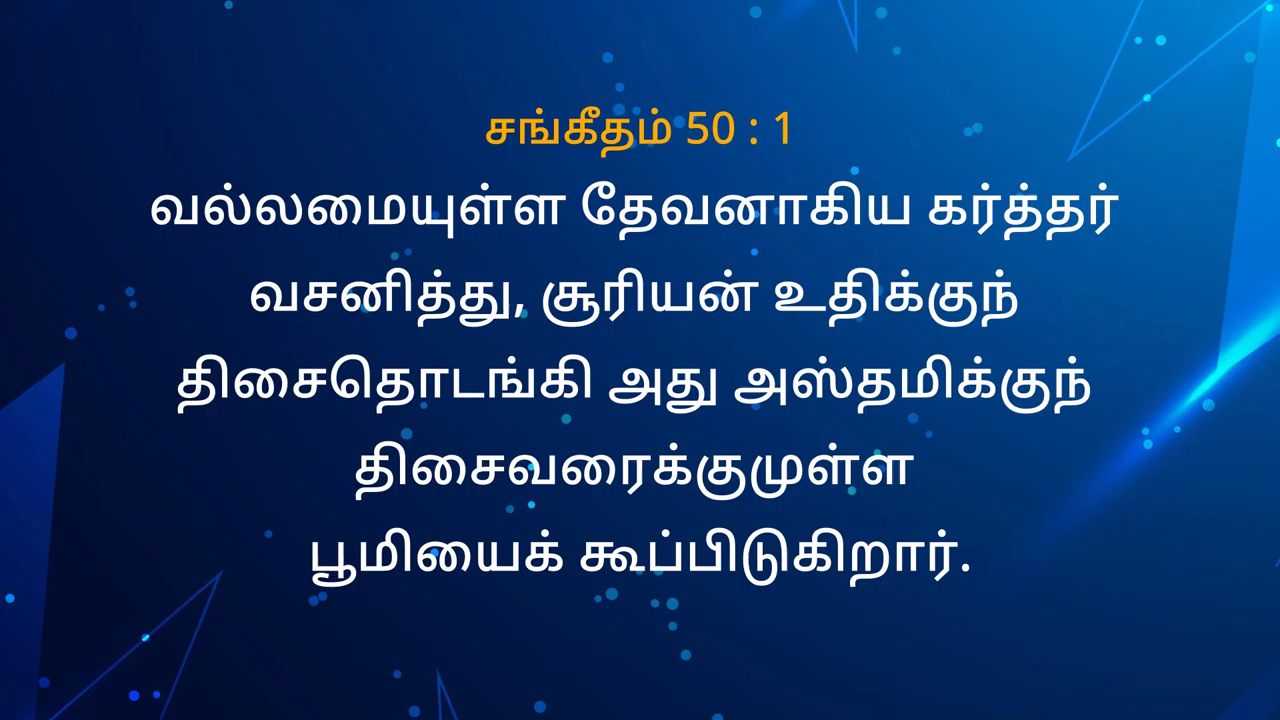 சங்கீதம் 50 : 1
வல்லமையுள்ள தேவனாகிய கர்த்தர்
வசனித்து, சூரியன் உதிக்குந்
திசைதொடங்கி அது அஸ்தமிக்குந்
திசைவரைக்குமுள்ள
பூமியைக் கூப்பிடுகிறார்.